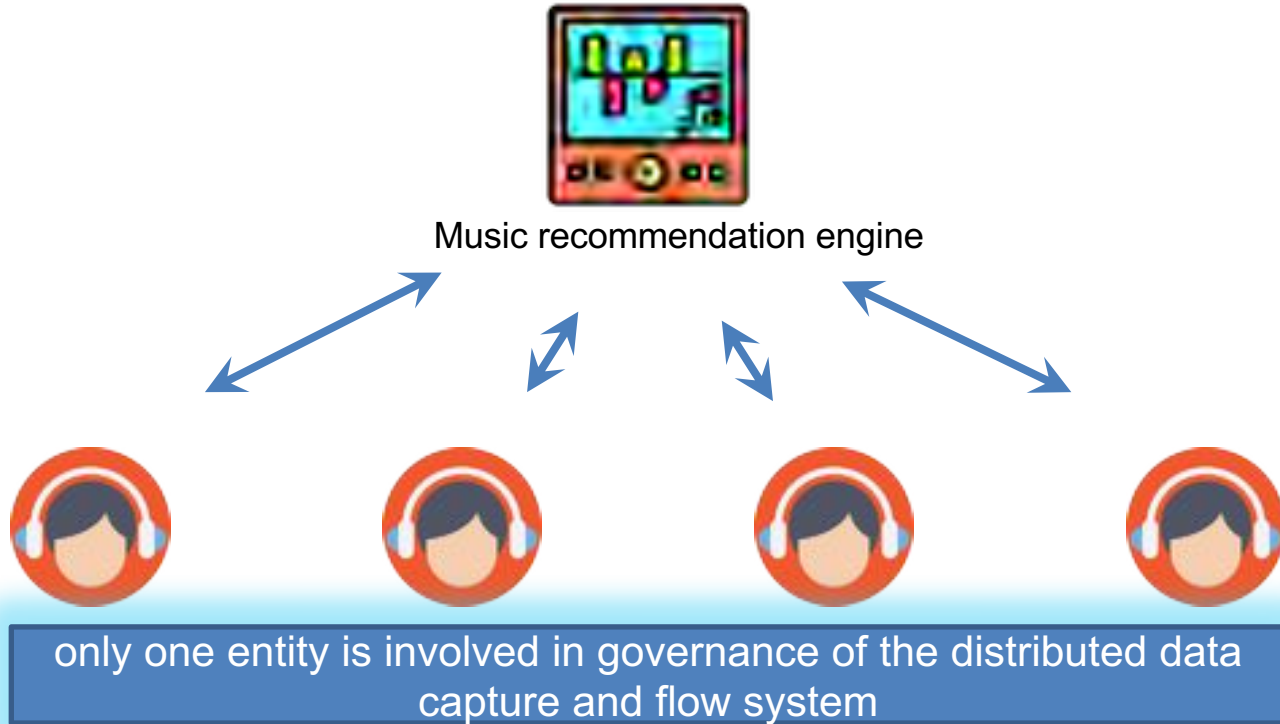 Music recommendation engine
only one entity is involved in governance of the distributed data
capture and flow system